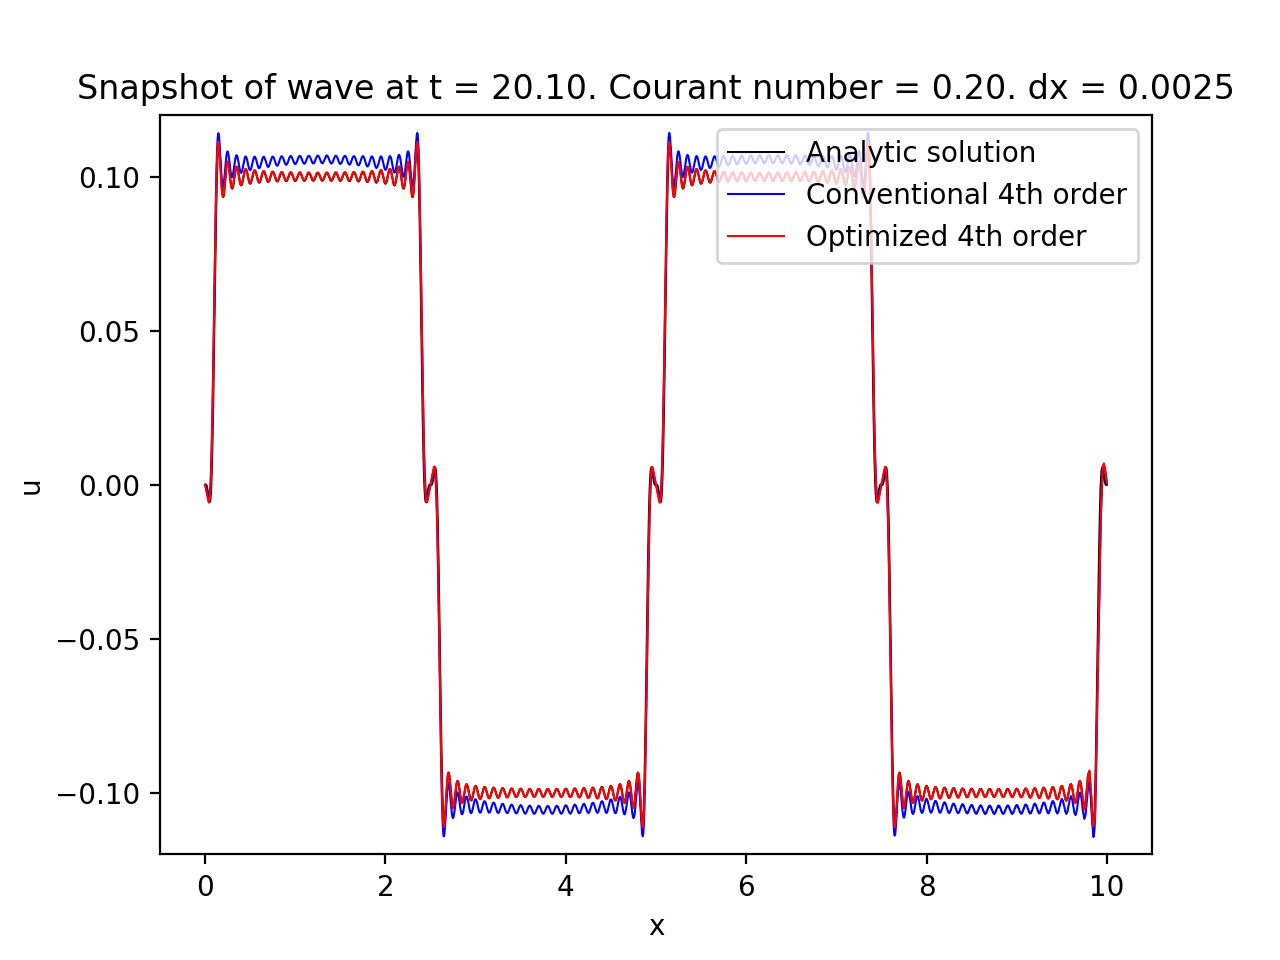 Snapshot of wave at t = 20.10. Courant number = 0.20. dx = 0.0025
Analytic solution
Conventional 4th order
Optimized 4th order
0.10
0.05
0.00
−0.05
−0.10
u
0 2 4 6 8 10
x